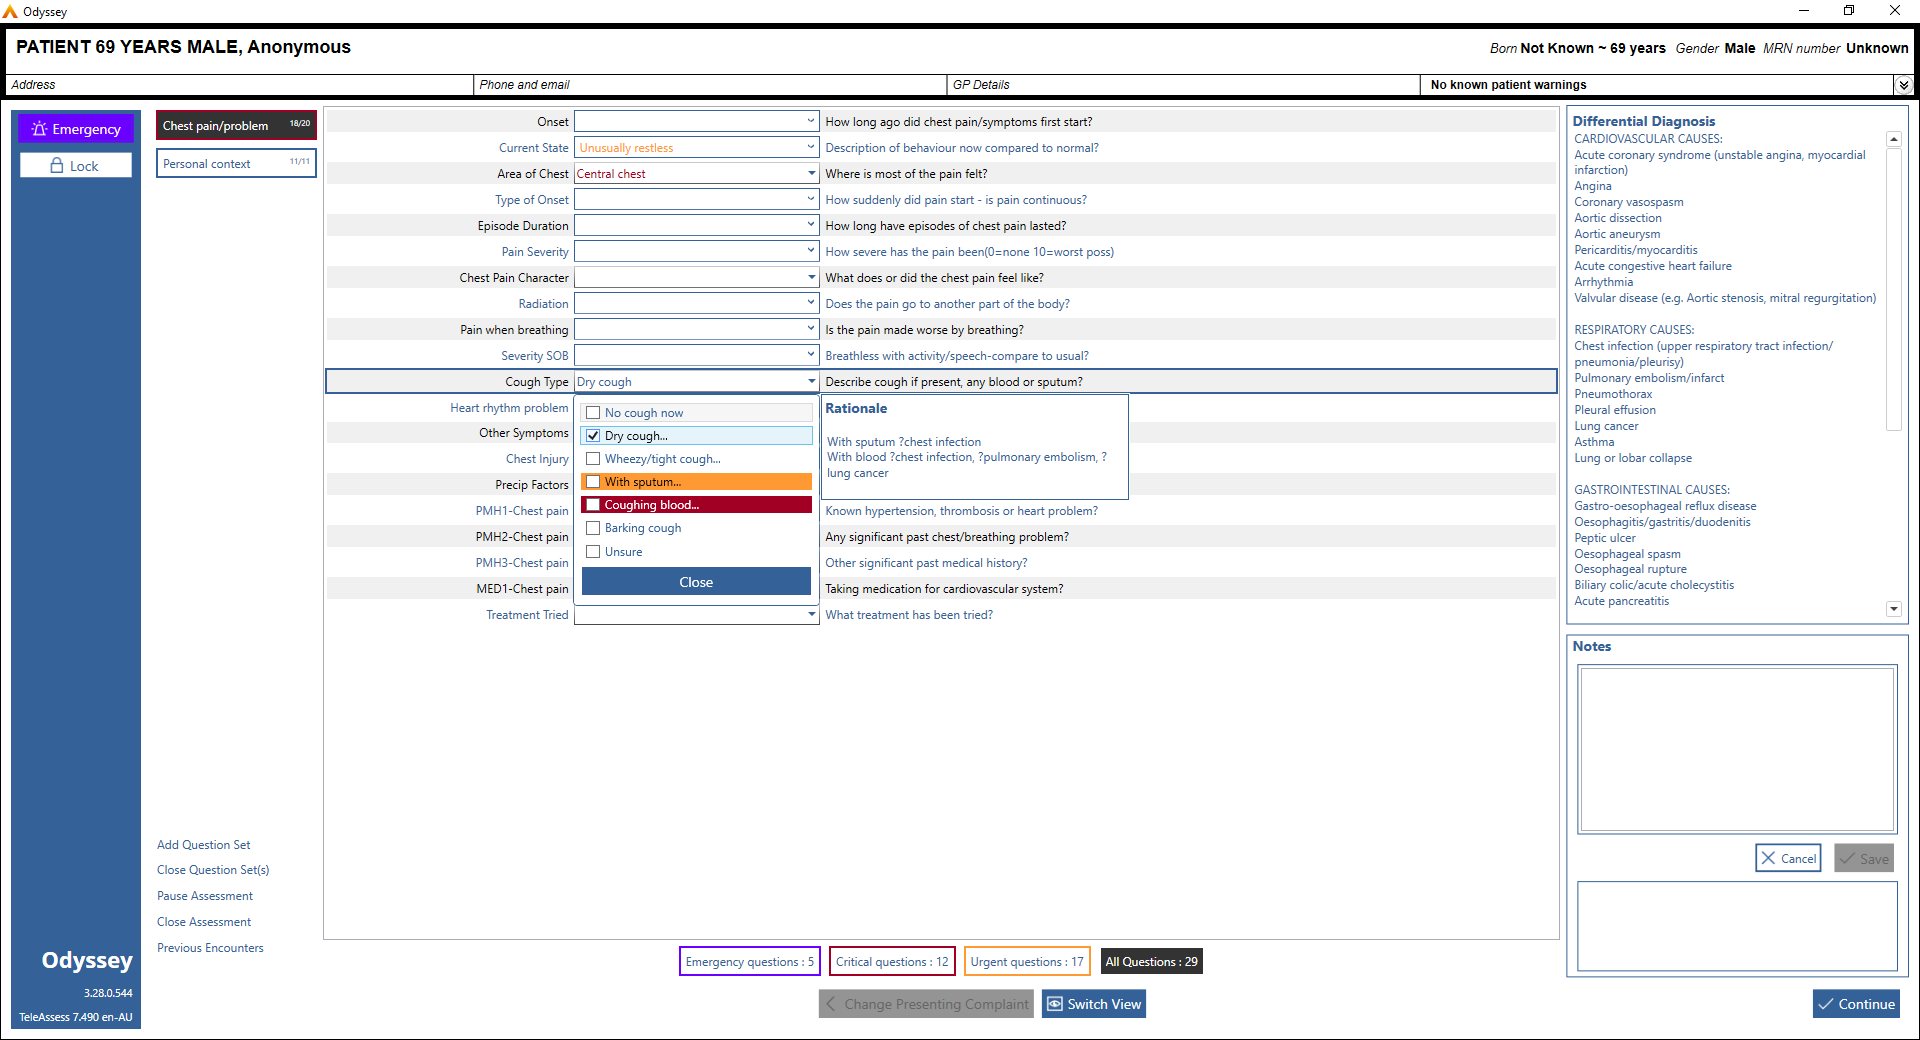 Odyssey
PATIENT 69 YEARS MALE, Anonymous
Born Not Known ~ 69 years Gender Male MRN number Unknown
Address
Phone and email
GP Details
No known patient warnings
Emergency
Lock
Chest pain/problem 18/20
Personal context 11/11
Onset How long ago did chest pain/symptoms first start?
Current State Unusually restless Description of behaviour now compared to normal?
Area of Chest Central chest Where is most of the pain felt?
Type of Onset How suddenly did pain start - is pain continuous?
Episode Duration How long have episodes of chest pain lasted?
Pain Severity How severe has the pain been(0=none 10=worst poss)
Chest Pain Character What does or did the chest pain feel like?
Radiation Does the pain go to another part of the body?
Pain when breathing Is the pain made worse by breathing?
Severity SOB Breathless with activity/speech-compare to usual?
Cough Type Dry cough Describe cough if present, any blood or sputum?
Heart rhythm problem
Other Symptoms
Chest Injury
Precip Factors
PMH1-Chest pain Known hypertension, thrombosis or heart problem?
PMH2-Chest pain Any significant past chest/breathing problem?
PMH3-Chest pain Other significant past medical history?
MED1-Chest pain Taking medication for cardiovascular system?
Treatment Tried What treatment has been tried?
No cough now
Dry cough...
Wheezy/tight cough...
With sputum...
Coughing blood...
Barking cough
Unsure
Close
Rationale
With sputum ?chest infection
With blood ?chest infection, ?pulmonary embolism, ?
lung cancer
Differential Diagnosis
CARDIOVASCULAR CAUSES:
Acute coronary syndrome (unstable angina, myocardial
infarction)
Angina
Coronary vasospasm
Aortic dissection
Aortic aneurysm
Pericarditis/myocarditis
Acute congestive heart failure
Arrhythmia
Valvular disease (e.g. Aortic stenosis, mitral regurgitation)
RESPIRATORY CAUSES:
Chest infection (upper respiratory tract infection/
pneumonia/pleurisy)
Pulmonary embolism/infarct
Pneumothorax
Pleural effusion
Lung cancer
Asthma
Lung or lobar collapse
GASTROINTESTINAL CAUSES:
Gastro-oesophageal reflux disease
Oesophagitis/gastritis/duodenitis
Peptic ulcer
Oesophageal spasm
Oesophageal rupture
Biliary colic/acute cholecystitis
Acute pancreatitis
Notes
Cancel
Save
Add Question Set
Close Question Set(s)
Pause Assessment
Close Assessment
Previous Encounters
Odyssey
3.28.0.544
TeleAssess 7.490 en-AU
Emergency questions : 5
Critical questions : 12
Urgent questions : 17
All Questions : 29
Change Presenting Complaint
Switch View
Continue